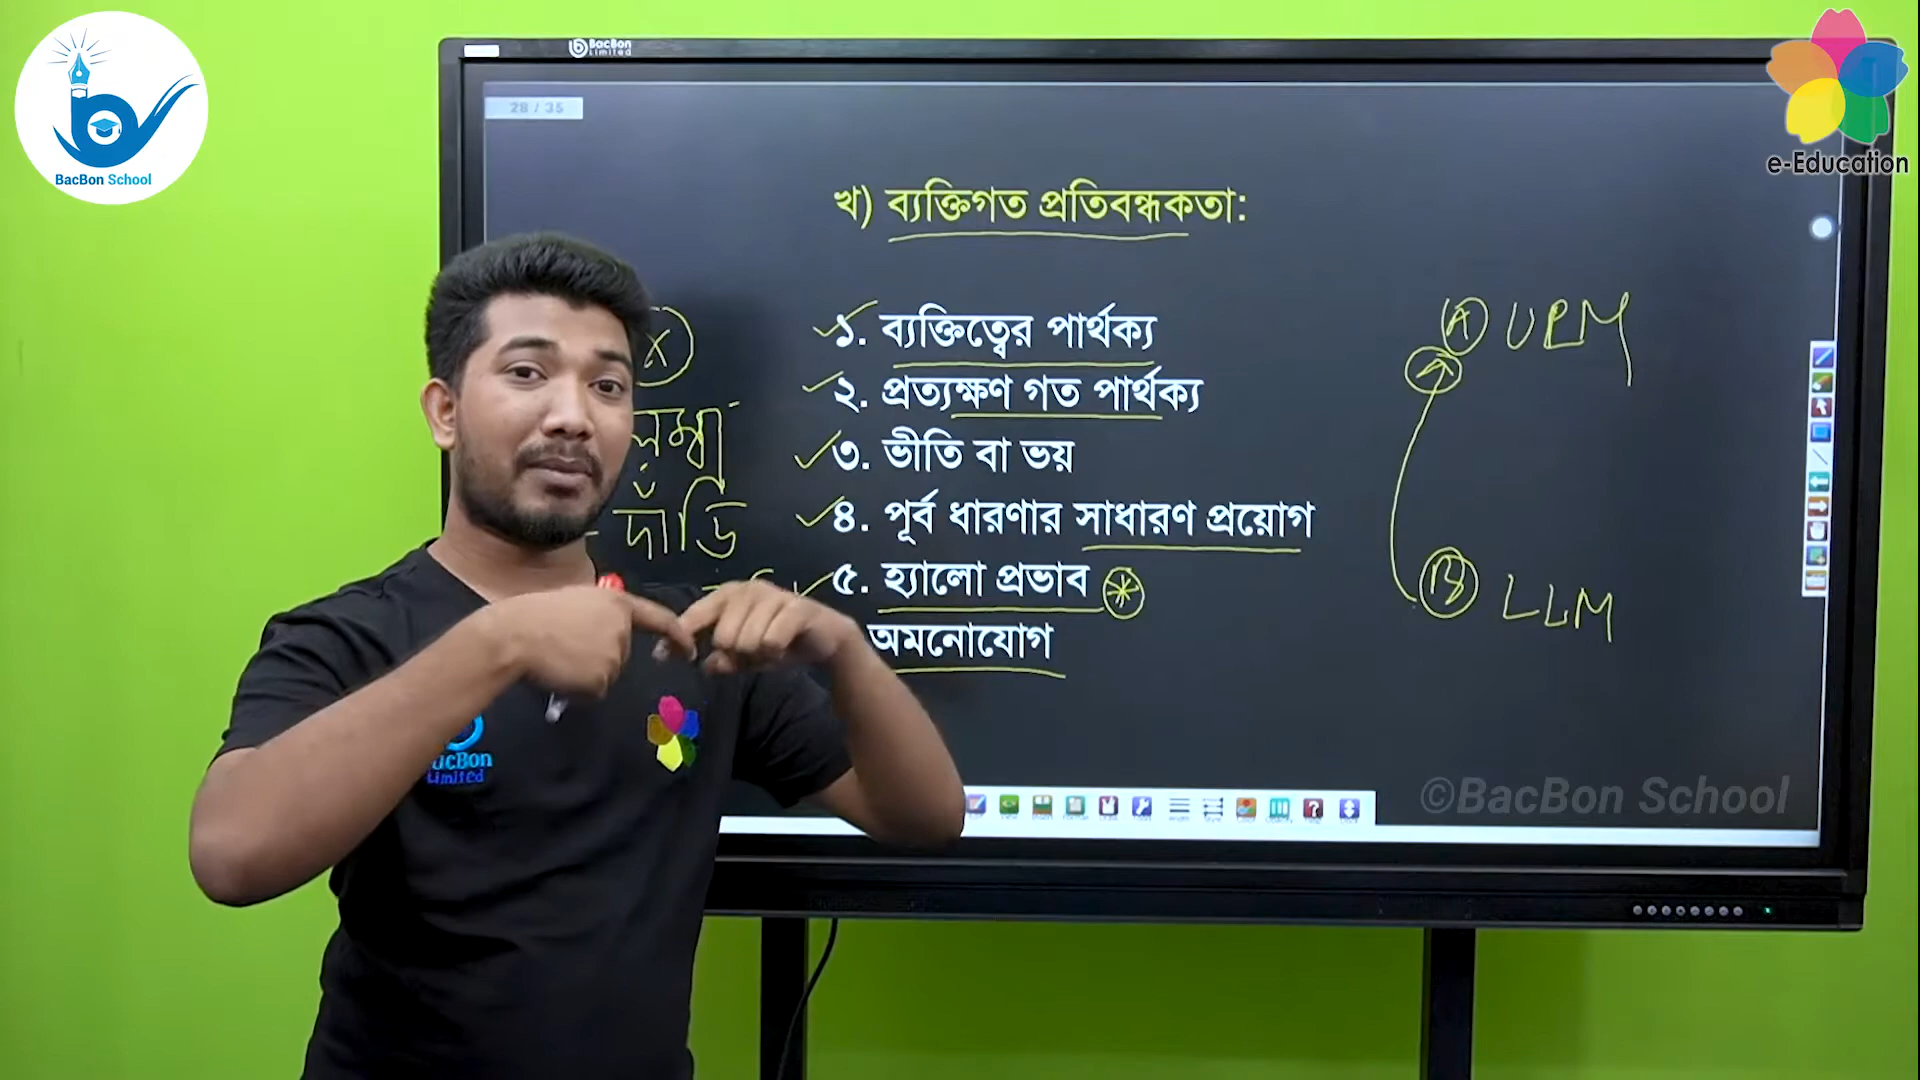 BacBon School
BacBon
Limited
e-Education
28 / 35
খ) ব্যক্তিগত প্রতিবন্ধকতা:
১. ব্যক্তিত্বের পার্থক্য
২. প্রত্যক্ষণ গত পার্থক্য
৩. ভীতি বা ভয়
৪. পূর্ব ধারণার সাধারণ প্রয়োগ
৫. হ্যালো প্রভাব
অমনোযোগ
X
লম্বা
দাঁড়ি
A
A
B LLM
Limited
©BacBon School